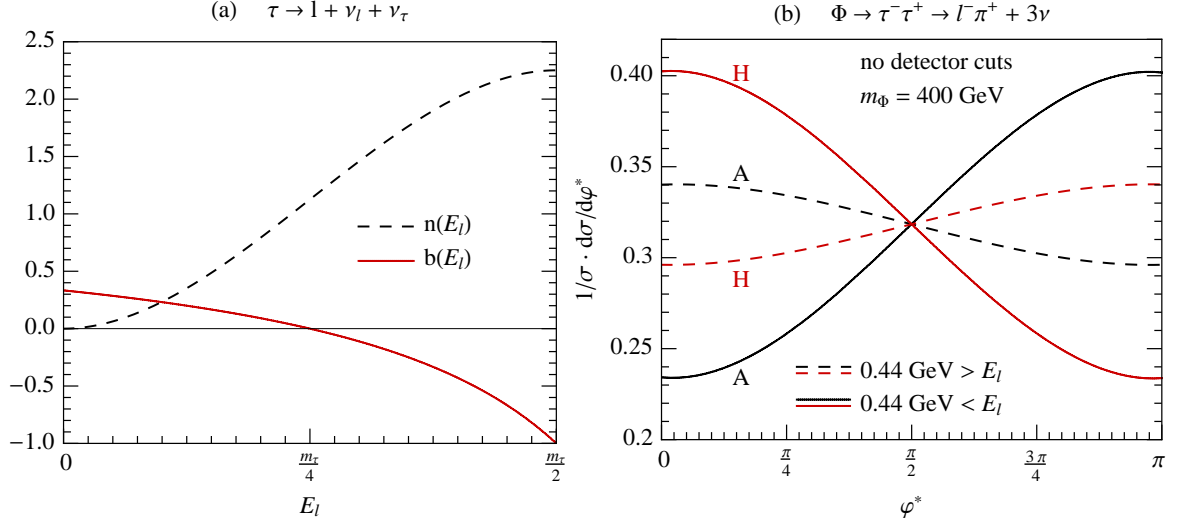 (a) τ → l + ν_l + ν_τ
2.5
2.0
1.5
1.0
0.5
0.0
−0.5
−1.0
n(E_l)
b(E_l)
0
m_τ/4
m_τ/2
E_l
(b) Φ → τ⁻τ⁺ → l⁻π⁺ + 3ν
1/σ · dσ/dφ*
0.40
0.35
0.3
0.24
0.2
H
no detector cuts
m_Φ = 400 GeV
A
H
A
0.44 GeV > E_l
0.44 GeV < E_l
0
π/4
π/2
3π/4
π
φ*